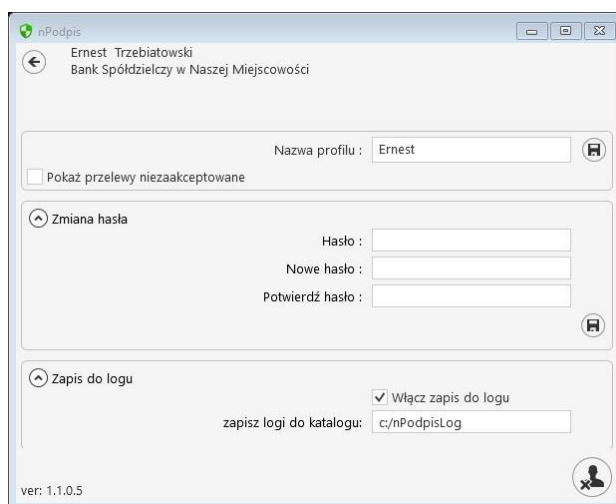 nPodpis
Ernest Trzebiatowski
Bank Spółdzielczy w Naszej Miejscowości
Nazwa profilu : Ernest
Pokaż przelewy niezaakceptowane
Zmiana hasła
Hasło :
Nowe hasło :
Potwierdź hasło :
Zapis do logu
Włącz zapis do logu
zapisz logi do katalogu: c:/nPodpisLog
ver: 1.1.0.5